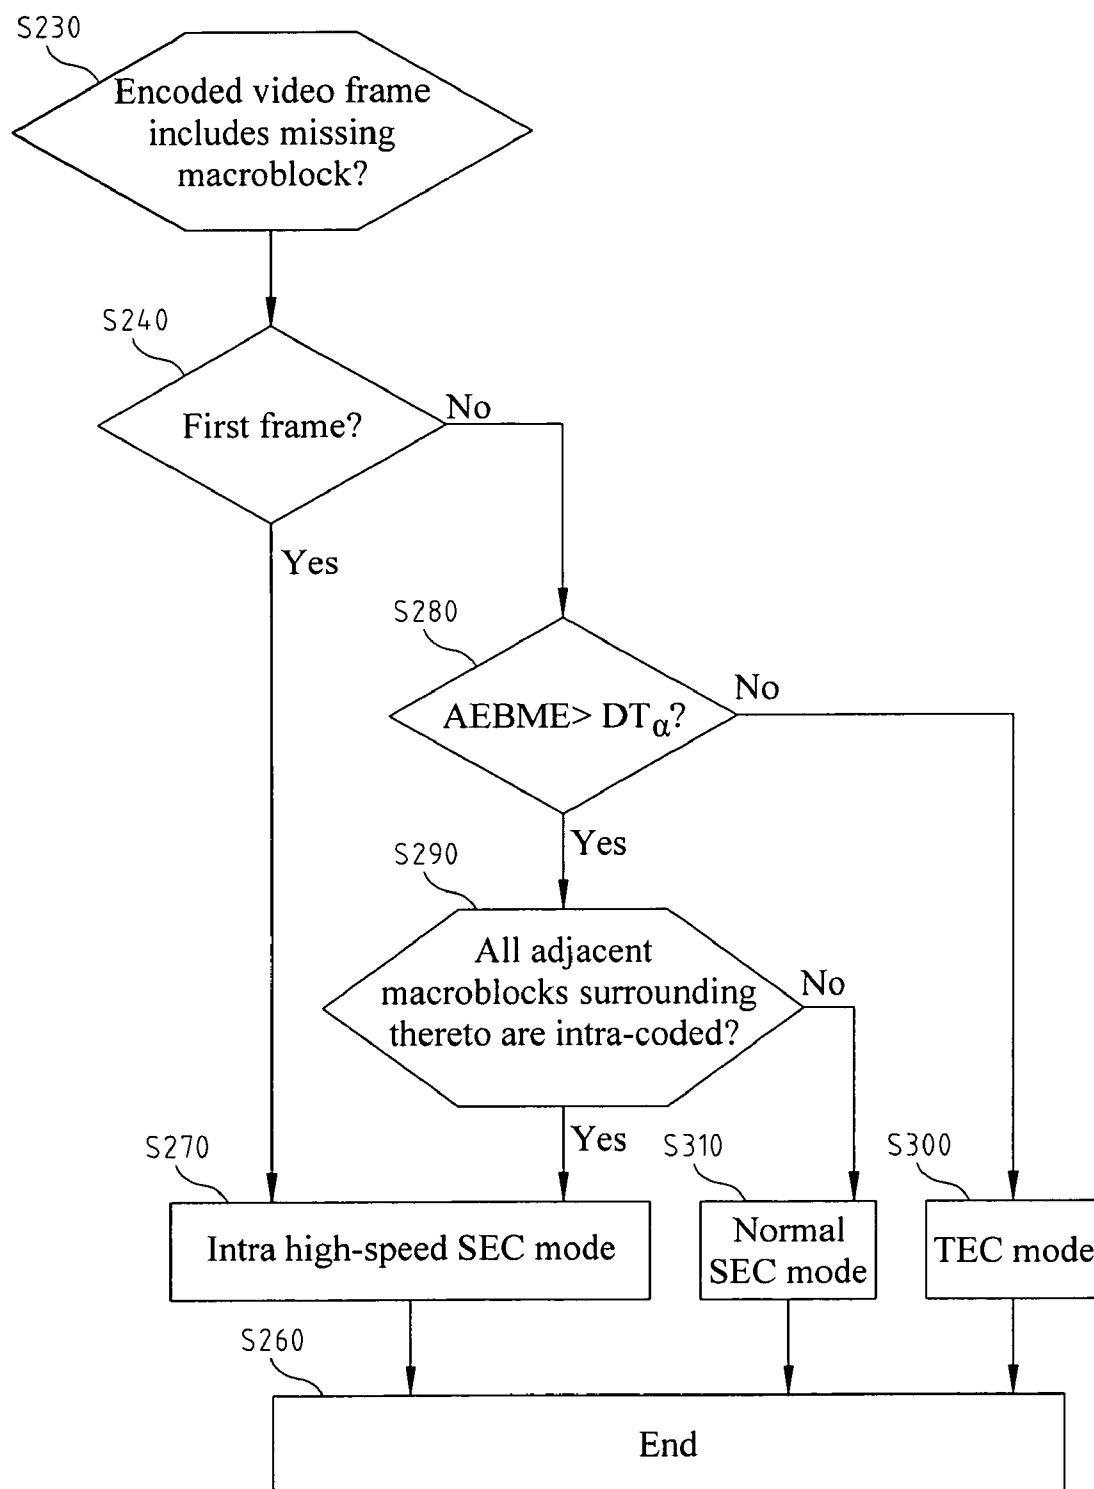 S230
Encoded video frame
includes missing
macroblock?
S240
First frame?
No
Yes
S280
AEBME> DTα?
No
Yes
S290
All adjacent
macroblocks surrounding
thereto are intra-coded?
No
Yes
S270
Intra high-speed SEC mode
S310
Normal
SEC mode
S300
TEC mode
S260
End